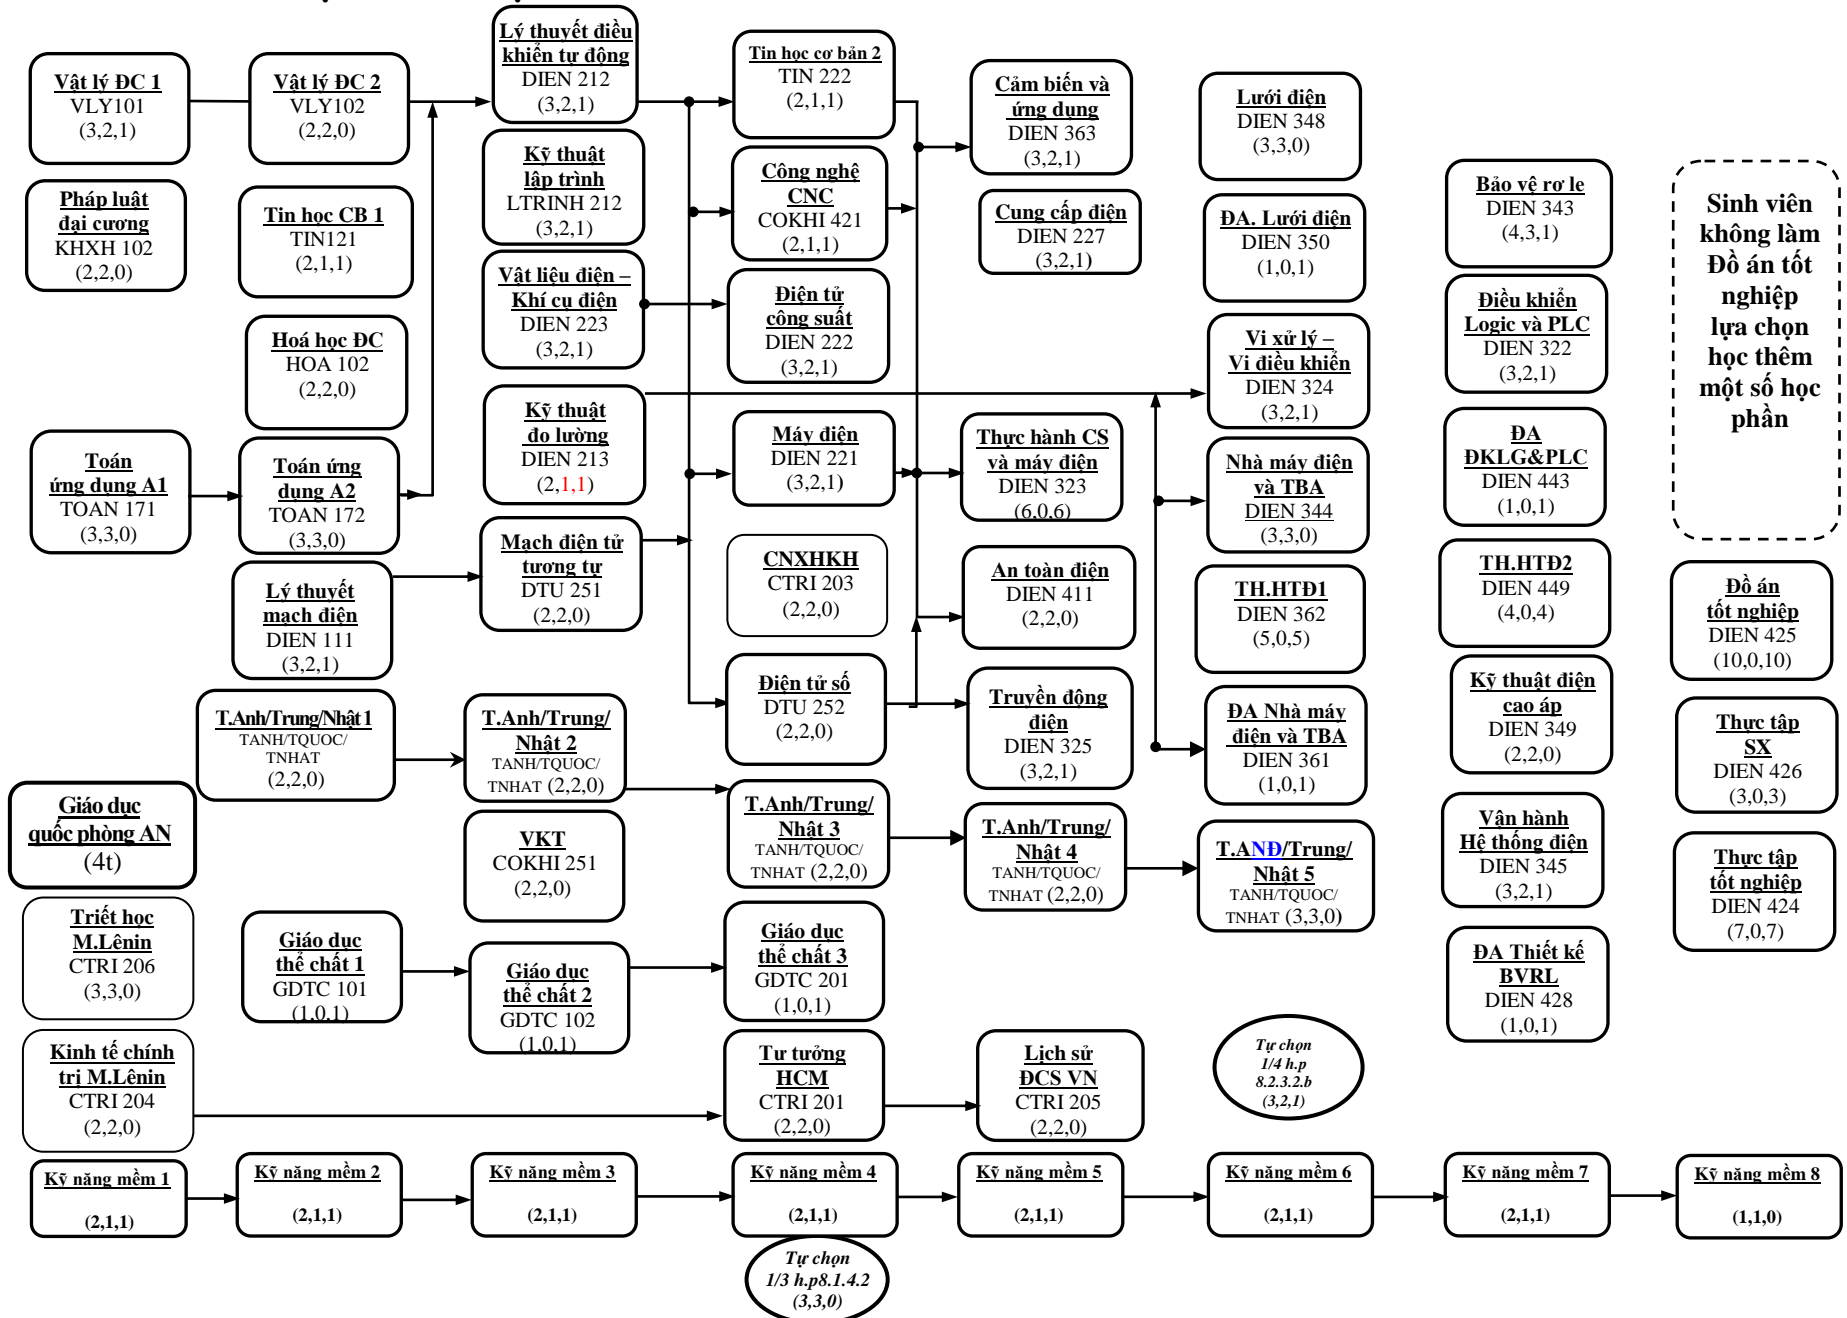 Vật lý ĐC 1
VLY101
(3,2,1)
Pháp luật
đại cương
KHXH 102
(2,2,0)
Toán
ứng dụng A1
TOAN 171
(3,3,0)
Giáo dục
quốc phòng AN
(4t)
Triết học
M.Lênin
CTRI 206
(3,3,0)
Kinh tế chính
trị M.Lênin
CTRI 204
(2,2,0)
Kỹ năng mềm 1
(2,1,1)
Vật lý ĐC 2
VLY102
(2,2,0)
Tin học CB 1
TIN121
(2,1,1)
Hoá học ĐC
HOA 102
(2,2,0)
Toán ứng
dụng A2
TOAN 172
(3,3,0)
Lý thuyết
mạch điện
DIEN 111
(3,2,1)
T.Anh/Trung/Nhật 1
TANH/TQUOC/
TNHAT
(2,2,0)
Giáo dục
thể chất 1
GDTC 101
(1,0,1)
Kỹ năng mềm 2
(2,1,1)
Lý thuyết điều
khiển tự động
DIEN 212
(3,2,1)
Kỹ thuật
lập trình
LTRINH 212
(3,2,1)
Vật liệu điện –
Khí cụ điện
DIEN 223
(3,2,1)
Kỹ thuật
đo lường
DIEN 213
(2,1,1)
Mạch điện tử
tương tự
DTU 251
(2,2,0)
T.Anh/Trung/
Nhật 2
TANH/TQUOC/
TNHAT (2,2,0)
VKT
COKHI 251
(2,2,0)
Giáo dục
thể chất 2
GDTC 102
(1,0,1)
Kỹ năng mềm 3
(2,1,1)
Tin học cơ bản 2
TIN 222
(2,1,1)
Công nghệ
CNC
COKHI 421
(2,1,1)
Điện tử
công suất
DIEN 222
(3,2,1)
Máy điện
DIEN 221
(3,2,1)
CNXHKH
CTRI 203
(2,2,0)
Điện tử số
DTU 252
(2,2,0)
T.Anh/Trung/
Nhật 3
TANH/TQUOC/
TNHAT (2,2,0)
Giáo dục
thể chất 3
GDTC 201
(1,0,1)
Tư tưởng
HCM
CTRI 201
(2,2,0)
Kỹ năng mềm 4
(2,1,1)
Tự chọn
1/3 h.p8.1.4.2
(3,3,0)
Cảm biến và
ứng dụng
DIEN 363
(3,2,1)
Cung cấp điện
DIEN 227
(3,2,1)
Thực hành CS
và máy điện
DIEN 323
(6,0,6)
An toàn điện
DIEN 411
(2,2,0)
Truyền động
điện
DIEN 325
(3,2,1)
T.Anh/Trung/
Nhật 4
TANH/TQUOC/
TNHAT (2,2,0)
Lịch sử
ĐCS VN
CTRI 205
(2,2,0)
Kỹ năng mềm 5
(2,1,1)
Lưới điện
DIEN 348
(3,3,0)
ĐA. Lưới điện
DIEN 350
(1,0,1)
Vi xử lý –
Vi điều khiển
DIEN 324
(3,2,1)
Nhà máy điện
và TBA
DIEN 344
(3,3,0)
TH.HTĐ1
DIEN 362
(5,0,5)
ĐA Nhà máy
điện và TBA
DIEN 361
(1,0,1)
T.ANĐ/Trung/
Nhật 5
TANH/TQUOC/
TNHAT (3,3,0)
Tự chọn
1/4 h.p
8.2.3.2.b
(3,2,1)
Kỹ năng mềm 6
(2,1,1)
Bảo vệ rơ le
DIEN 343
(4,3,1)
Điều khiển
Logic và PLC
DIEN 322
(3,2,1)
ĐA
ĐKLG&PLC
DIEN 443
(1,0,1)
TH.HTĐ2
DIEN 449
(4,0,4)
Kỹ thuật điện
cao áp
DIEN 349
(2,2,0)
Vận hành
Hệ thống điện
DIEN 345
(3,2,1)
ĐA Thiết kế
BVRL
DIEN 428
(1,0,1)
Kỹ năng mềm 7
(2,1,1)
Sinh viên
không làm
Đồ án tốt
nghiệp
lựa chọn
học thêm
một số học
phần
Đồ án
tốt nghiệp
DIEN 425
(10,0,10)
Thực tập
SX
DIEN 426
(3,0,3)
Thực tập
tốt nghiệp
DIEN 424
(7,0,7)
Kỹ năng mềm 8
(1,1,0)